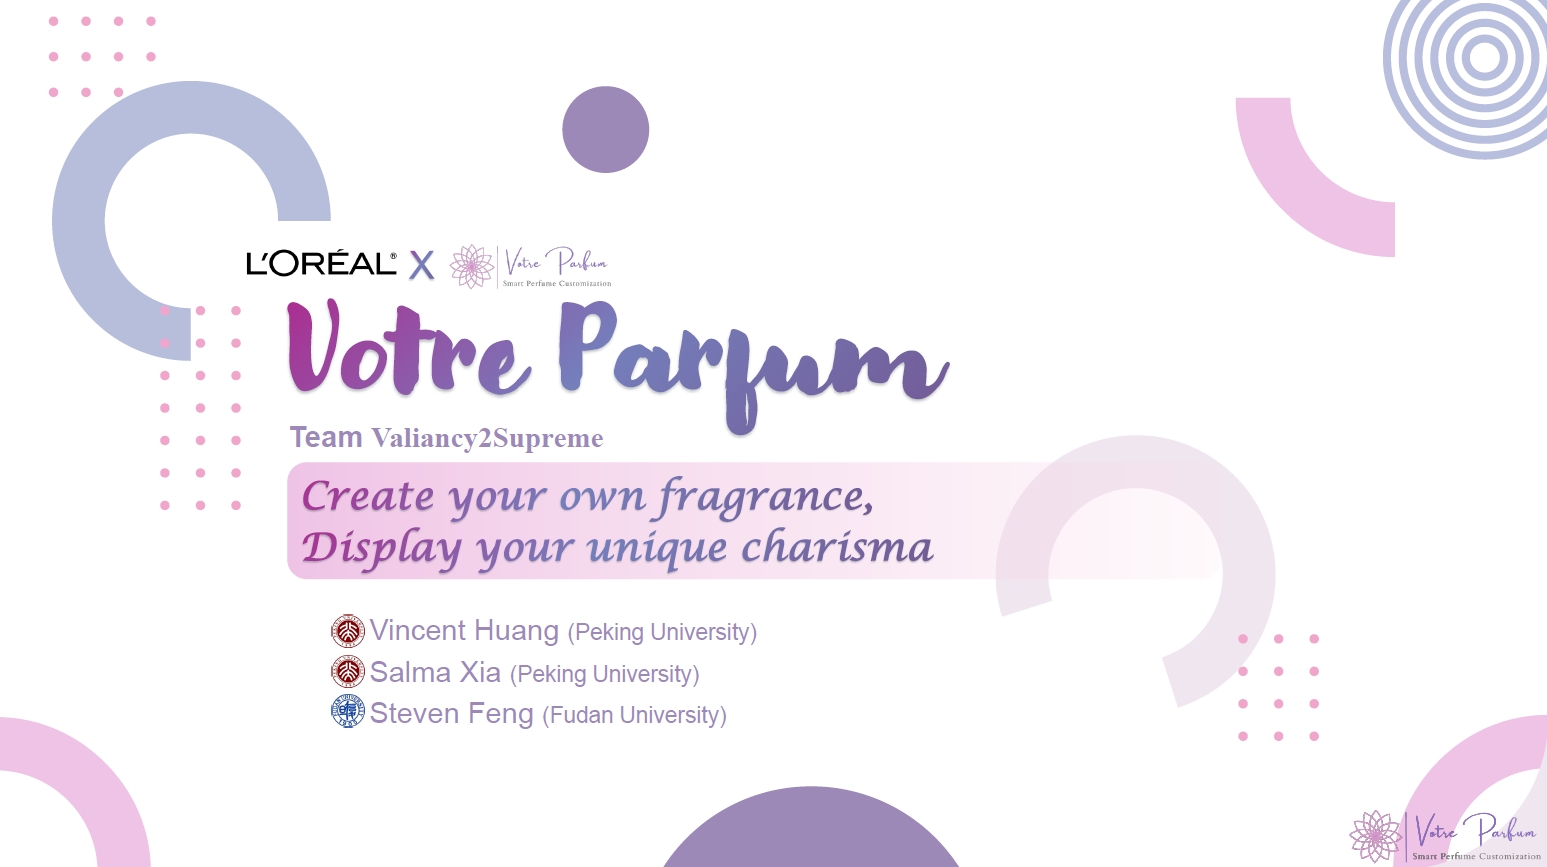 L'ORÉAL® X Votre Parfum
Smart Perfume Customization
Votre Parfum
Team Valiancy2Supreme
Create your own fragrance,
Display your unique charisma
Vincent Huang (Peking University)
Salma Xia (Peking University)
Steven Feng (Fudan University)
Votre Parfum
Smart Perfume Customization